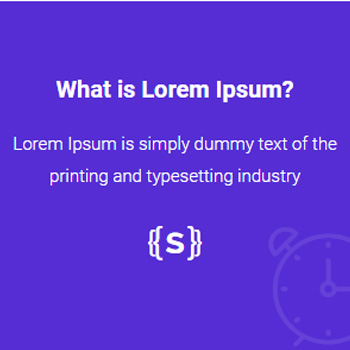 What is Lorem Ipsum?
Lorem Ipsum is simply dummy text of the
printing and typesetting industry
{s}